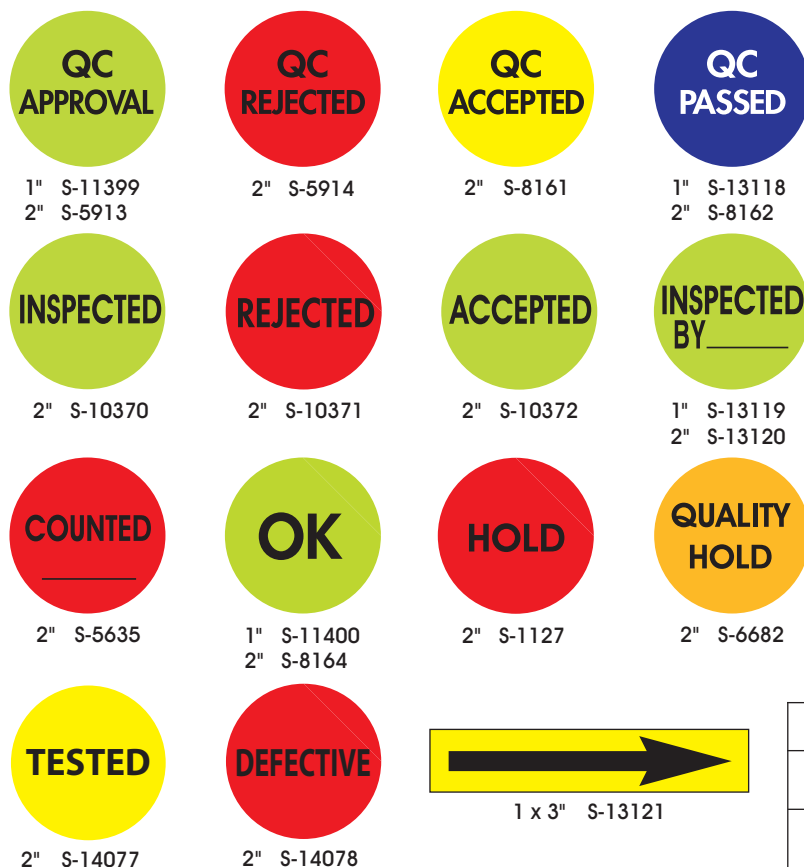 QC
APPROVAL
1" S-11399
2" S-5913
QC
REJECTED
2" S-5914
QC
ACCEPTED
2" S-8161
QC
PASSED
1" S-13118
2" S-8162
INSPECTED
2" S-10370
REJECTED
2" S-10371
ACCEPTED
2" S-10372
INSPECTED
BY______
1" S-13119
2" S-13120
COUNTED
2" S-5635
OK
1" S-11400
2" S-8164
HOLD
2" S-1127
QUALITY
HOLD
2" S-6682
TESTED
2" S-14077
DEFECTIVE
2" S-14078
1 x 3" S-13121